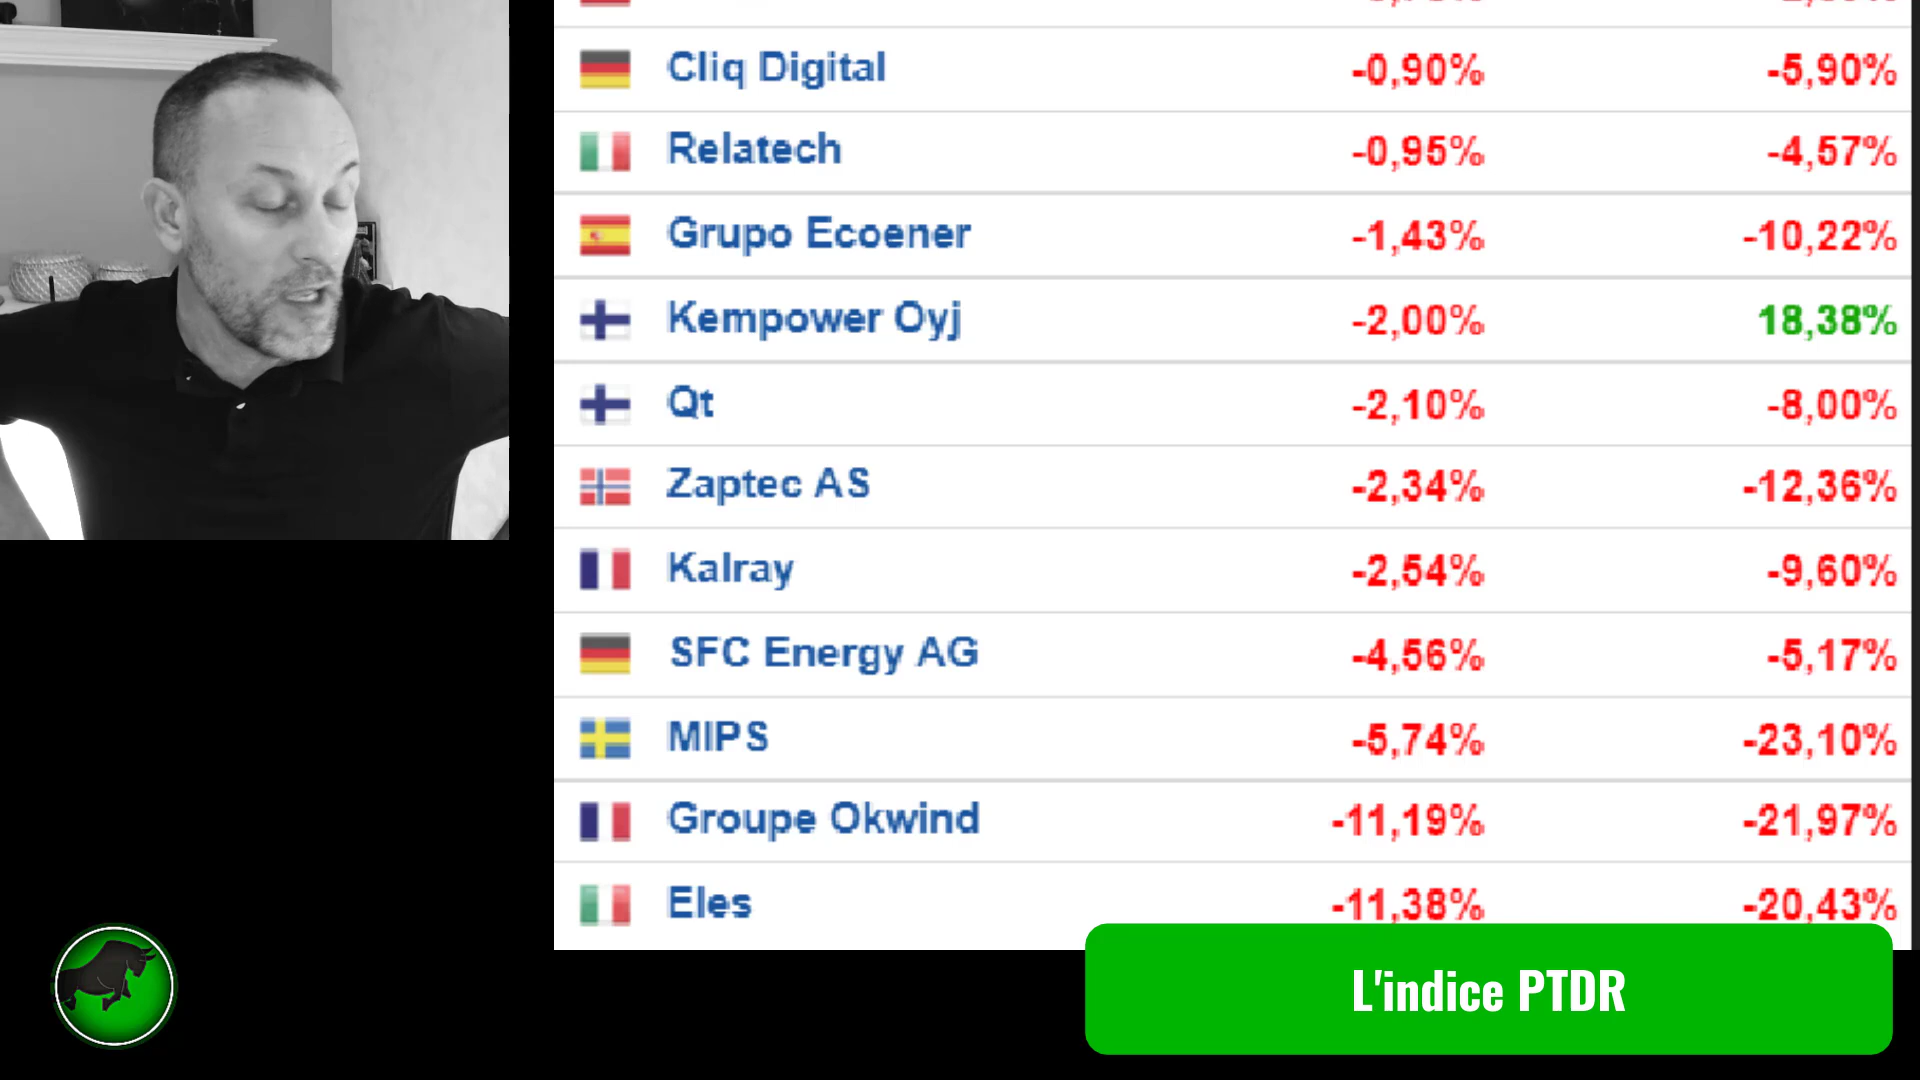 Cliq Digital -0,90% -5,90%
Relatech -0,95% -4,57%
Grupo Ecoener -1,43% -10,22%
Kempower Oyj -2,00% 18,38%
Qt -2,10% -8,00%
Zaptec AS -2,34% -12,36%
Kalray -2,54% -9,60%
SFC Energy AG -4,56% -5,17%
MIPS -5,74% -23,10%
Groupe Okwind -11,19% -21,97%
Eles -11,38% -20,43%
L'indice PTDR